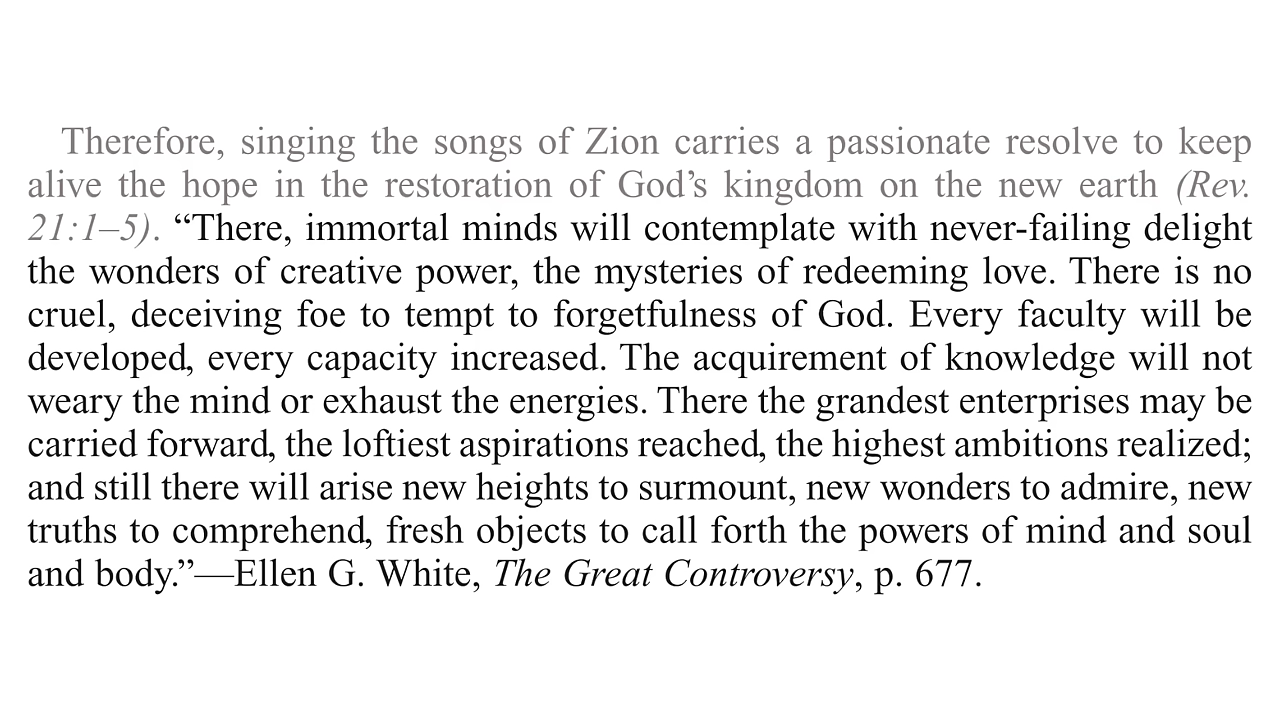 Therefore, singing the songs of Zion carries a passionate resolve to keep
alive the hope in the restoration of God’s kingdom on the new earth (Rev.
21:1–5). “There, immortal minds will contemplate with never-failing delight
the wonders of creative power, the mysteries of redeeming love. There is no
cruel, deceiving foe to tempt to forgetfulness of God. Every faculty will be
developed, every capacity increased. The acquirement of knowledge will not
weary the mind or exhaust the energies. There the grandest enterprises may be
carried forward, the loftiest aspirations reached, the highest ambitions realized;
and still there will arise new heights to surmount, new wonders to admire, new
truths to comprehend, fresh objects to call forth the powers of mind and soul
and body.”—Ellen G. White, The Great Controversy, p. 677.